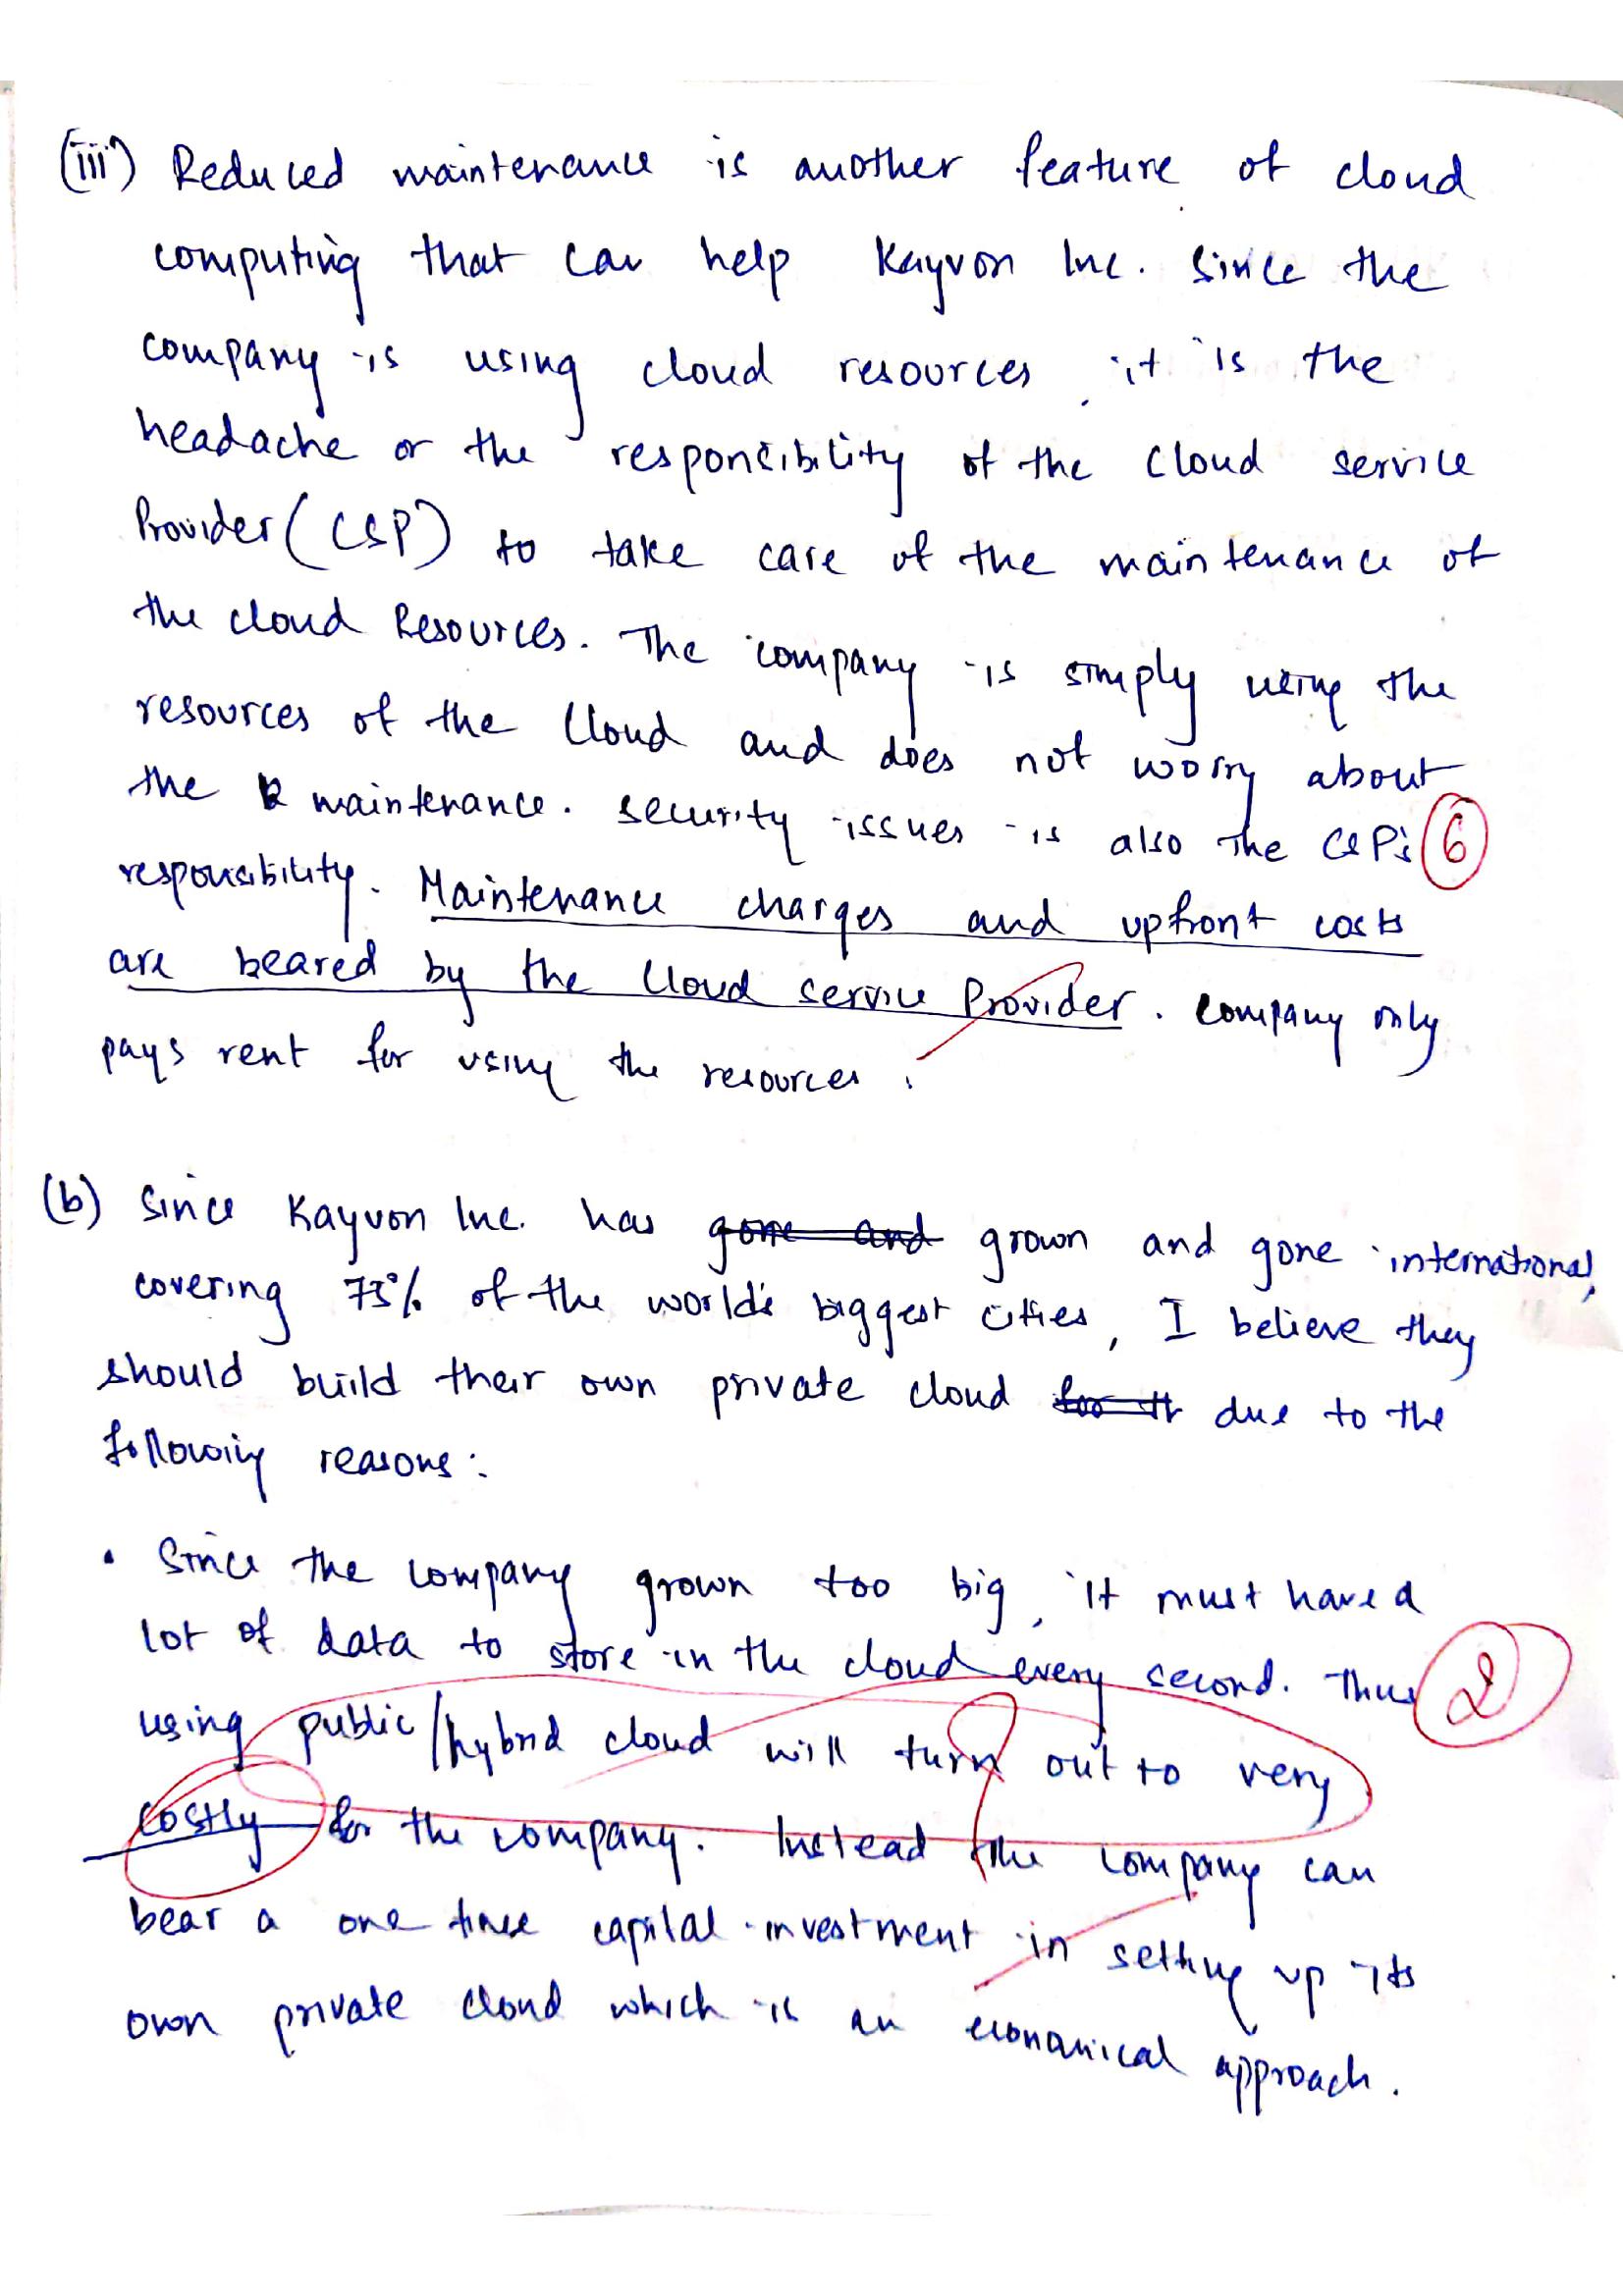 (iii) Reduced maintenance is another feature of cloud
computing that can help Kayvon Inc. Since the
company is using cloud resources it is the
headache or the responsibility of the cloud service
Provider (CSP) to take care of the maintenance of
the cloud Resources. The company is simply using the
resources of the Cloud and does not worry about
the maintenance. security issues is also the CSPs
6
responsibility. Maintenance charges and upfront costs
are beared by the Cloud service Provider. Company only
pays rent for using the resources.
(b) Since Kayvon Inc. has gone and grown and gone international,
covering 75% of the world's biggest cities, I believe they
should build their own private cloud due to the
following reasons:
• Since the company grown too big, it must have a
lot of data to store in the cloud every second. Thus
2
using public/hybrid cloud will turn out to very
costly for the company. Instead the company can
bear a one time capital investment in setting up its
own private cloud which is an economical approach.